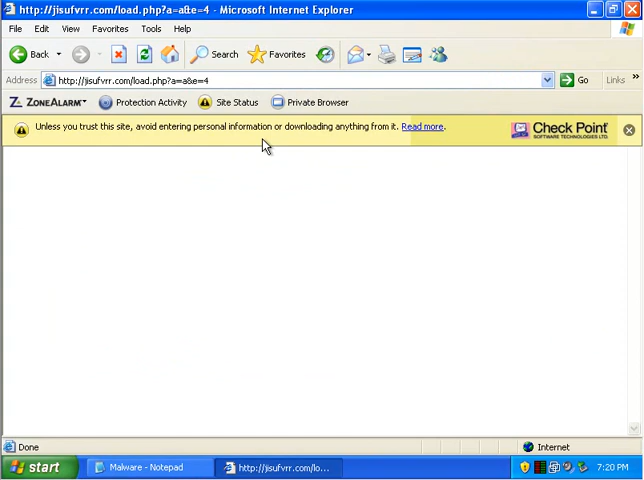 http://jisufvrr.com/load.php?a=a&e=4 - Microsoft Internet Explorer
File Edit View Favorites Tools Help
Back Search Favorites
Address http://jisufvrr.com/load.php?a=a&e=4 Go Links »
ZA ZONEALARM Protection Activity Site Status Private Browser
Unless you trust this site, avoid entering personal information or downloading anything from it. Read more. Check Point
SOFTWARE TECHNOLOGIES LTD.
Done Internet
start Malware - Notepad http://jisufvrr.com/lo... 7:20 PM